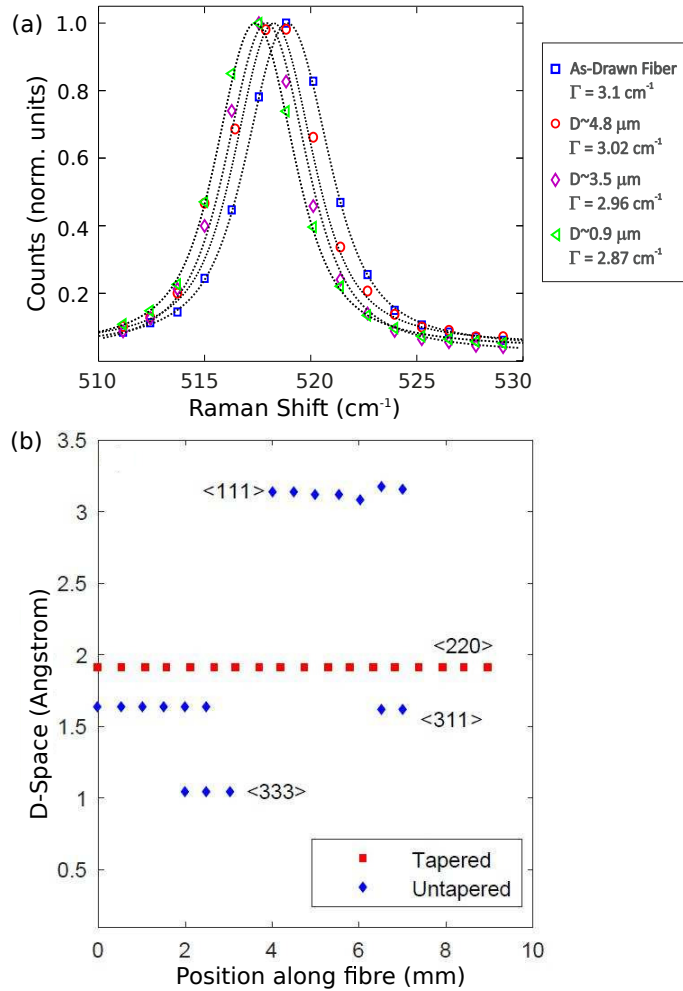 (a)
1.0
0.8
0.6
0.4
0.2
Counts (norm. units)
510
515
520
525
530
Raman Shift (cm⁻¹)
As-Drawn Fiber
Γ = 3.1 cm⁻¹
D~4.8 μm
Γ = 3.02 cm⁻¹
D~3.5 μm
Γ = 2.96 cm⁻¹
D~0.9 μm
Γ = 2.87 cm⁻¹
(b)
3.5
3
2.5
2
1.5
1
0.5
D-Space (Angstrom)
<111>
<220>
<311>
<333>
Tapered
Untapered
0
2
4
6
8
10
Position along fibre (mm)